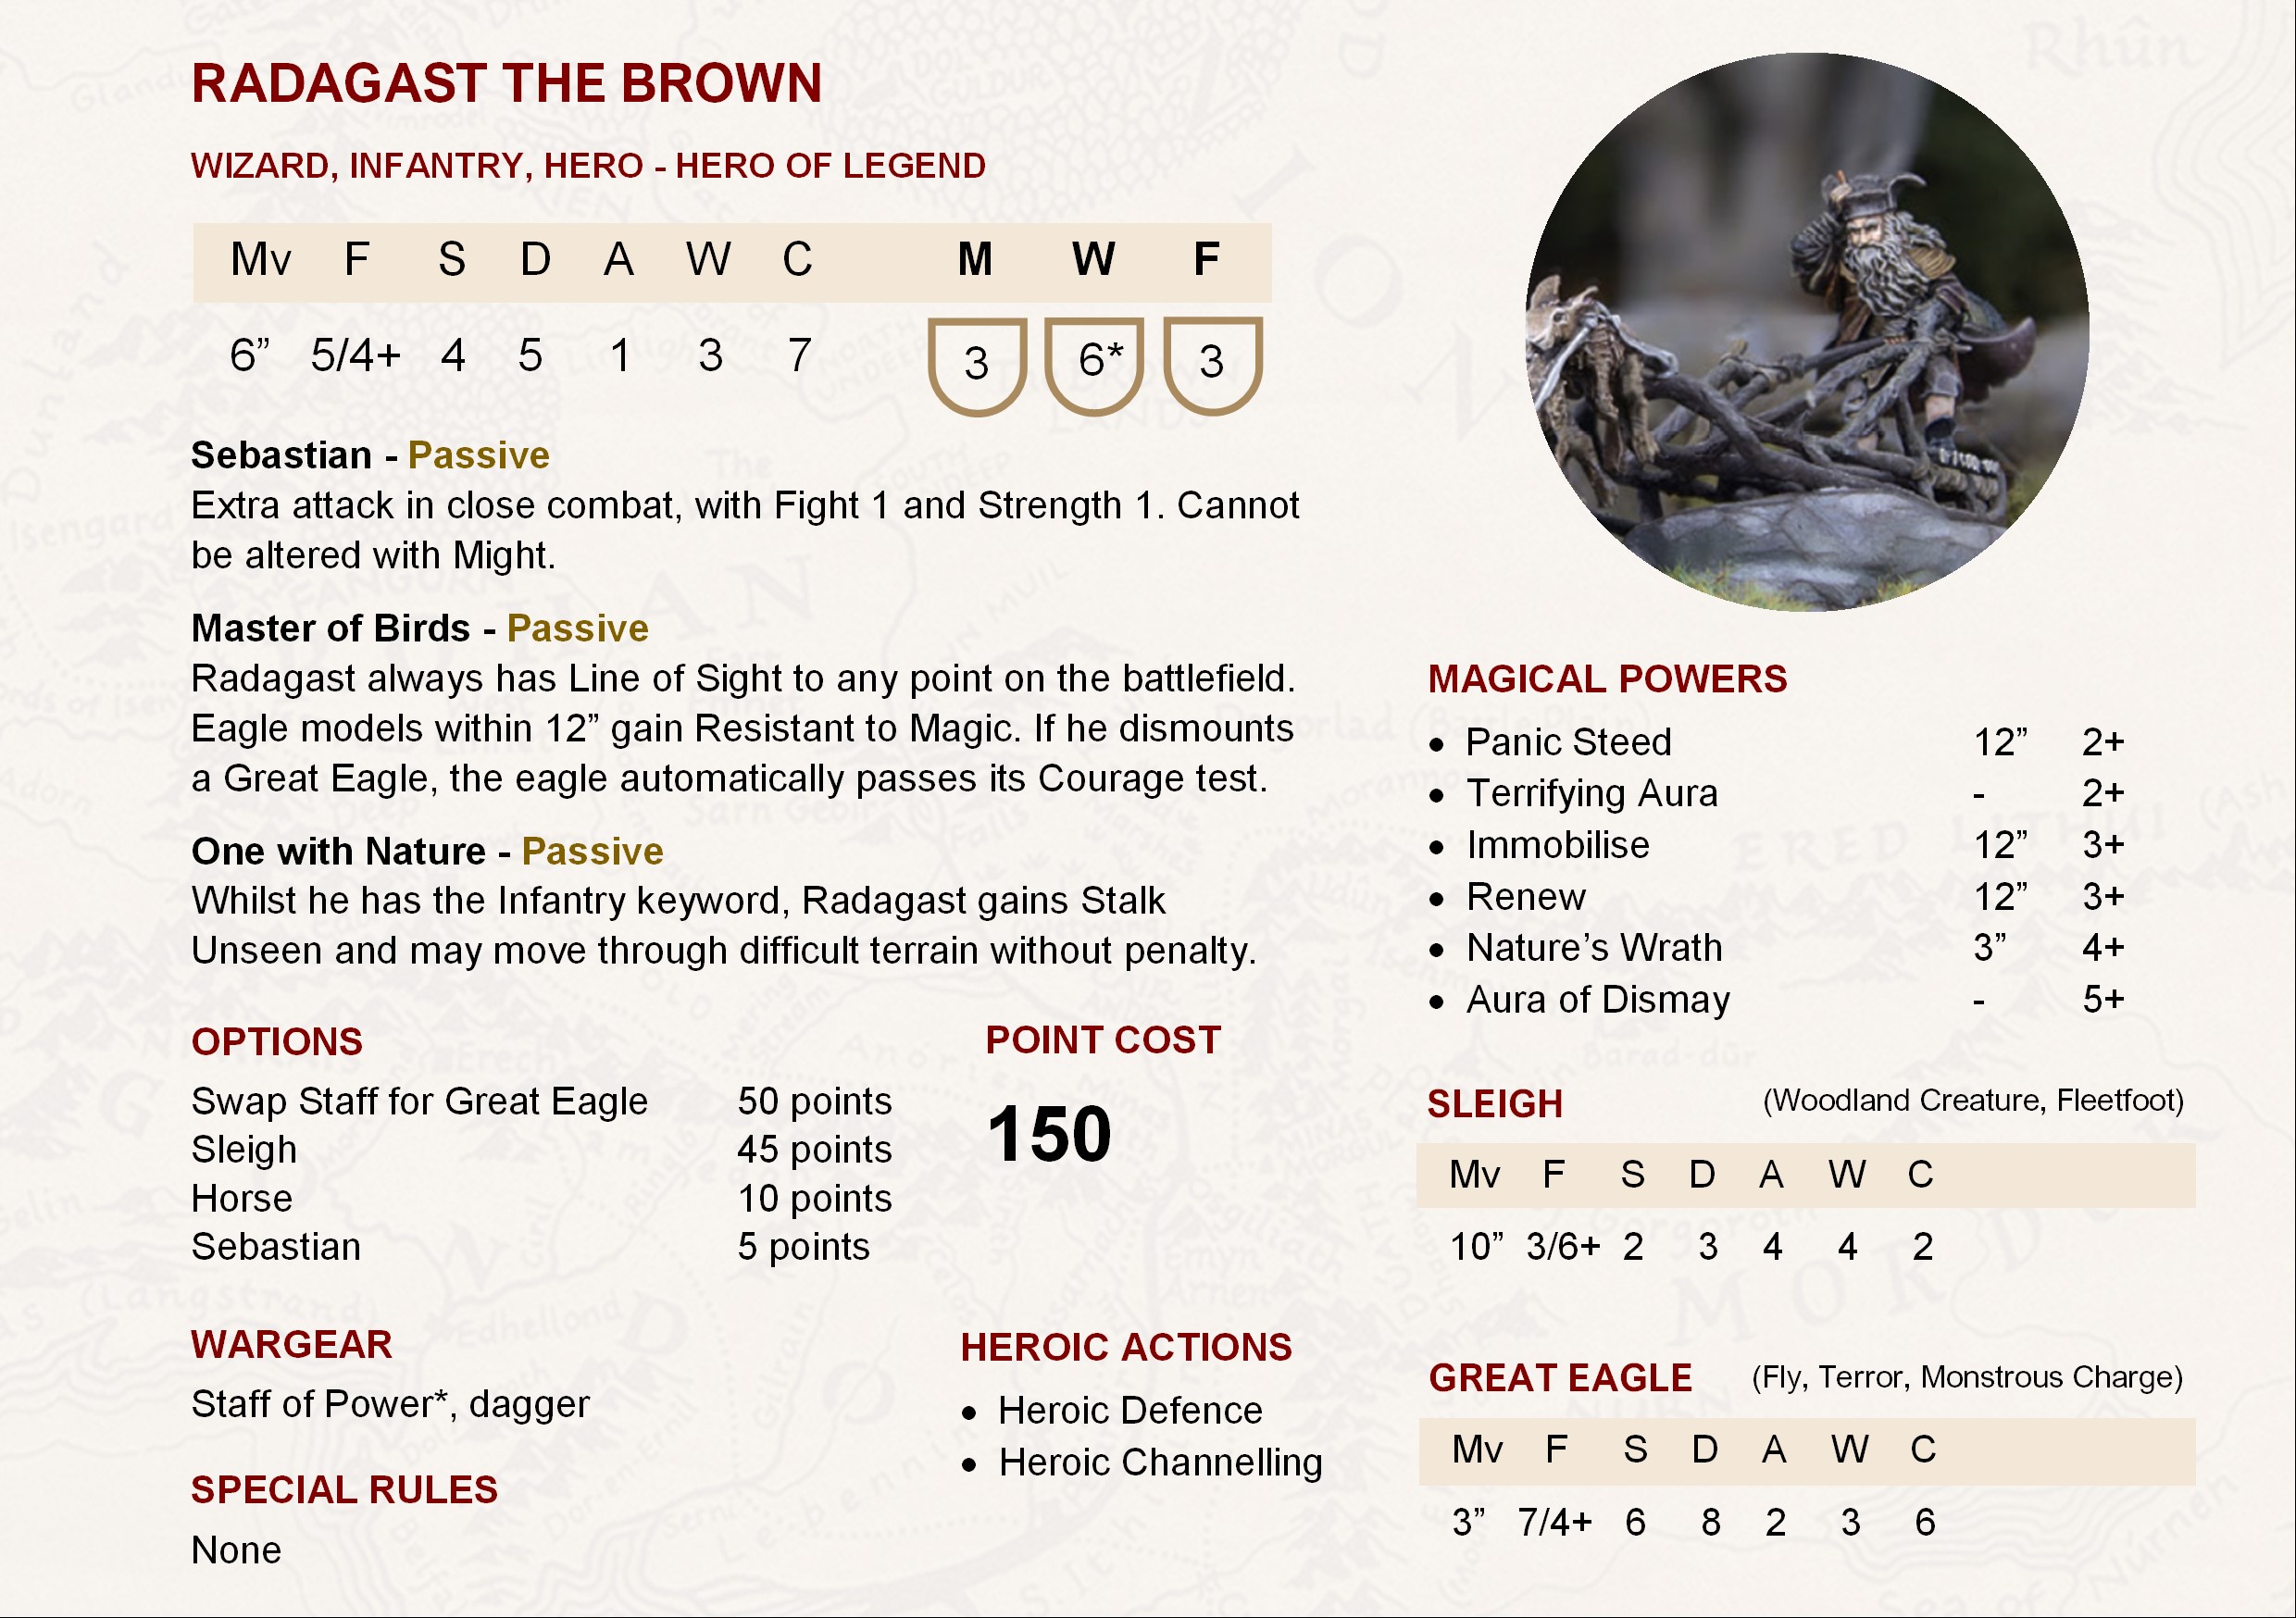 RADAGAST THE BROWN
WIZARD, INFANTRY, HERO - HERO OF LEGEND
Mv F S D A W C M W F
6” 5/4+ 4 5 1 3 7 3 6* 3
Sebastian - Passive
Extra attack in close combat, with Fight 1 and Strength 1. Cannot
be altered with Might.
Master of Birds - Passive
Radagast always has Line of Sight to any point on the battlefield.
Eagle models within 12” gain Resistant to Magic. If he dismounts
a Great Eagle, the eagle automatically passes its Courage test.
One with Nature - Passive
Whilst he has the Infantry keyword, Radagast gains Stalk
Unseen and may move through difficult terrain without penalty.
OPTIONS
Swap Staff for Great Eagle 50 points
Sleigh 45 points
Horse 10 points
Sebastian 5 points
POINT COST
150
WARGEAR
Staff of Power*, dagger
SPECIAL RULES
None
HEROIC ACTIONS
• Heroic Defence
• Heroic Channelling
MAGICAL POWERS
• Panic Steed 12” 2+
• Terrifying Aura - 2+
• Immobilise 12” 3+
• Renew 12” 3+
• Nature’s Wrath 3” 4+
• Aura of Dismay - 5+
SLEIGH (Woodland Creature, Fleetfoot)
Mv F S D A W C
10” 3/6+ 2 3 4 4 2
GREAT EAGLE (Fly, Terror, Monstrous Charge)
Mv F S D A W C
3” 7/4+ 6 8 2 3 6
Rhûn
Isengard
Dunland
Adorn
Edhellond
(Langstrand)
Barad-dûr
MORDOR